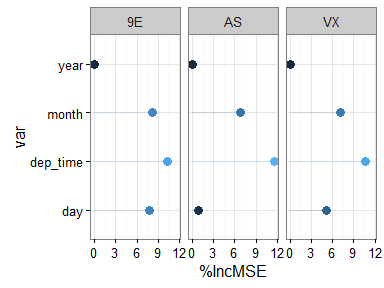 9E AS VX
year
month
dep_time
day
var
0 3 6 9 12 0 3 6 9 12 0 3 6 9 12
%IncMSE